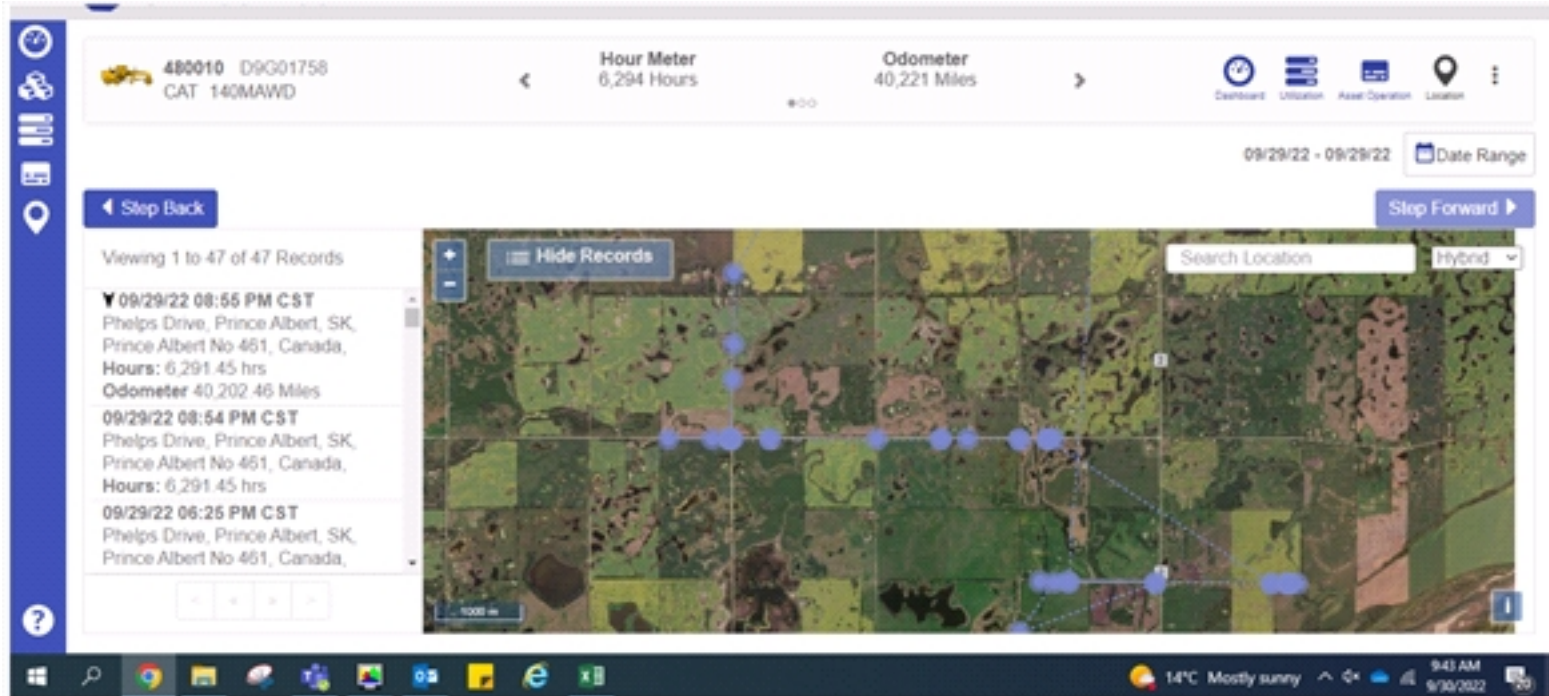 480010 D9G01758
CAT 140MAWD
Hour Meter
6,294 Hours
Odometer
40,221 Miles
Dashboard
Utilization
Asset Operation
Location
09/29/22 - 09/29/22
Date Range
Step Back
Step Forward
Viewing 1 to 47 of 47 Records
Hide Records
Search Location
Hybrid
09/29/22 08:55 PM CST
Phelps Drive, Prince Albert, SK,
Prince Albert No 461, Canada,
Hours: 6,291.45 hrs
Odometer 40,202.46 Miles
09/29/22 08:54 PM CST
Phelps Drive, Prince Albert, SK,
Prince Albert No 461, Canada,
Hours: 6,291.45 hrs
09/29/22 06:25 PM CST
Phelps Drive, Prince Albert, SK,
Prince Albert No 461, Canada,
1000 m
14°C Mostly sunny
9:43 AM
9/30/2022